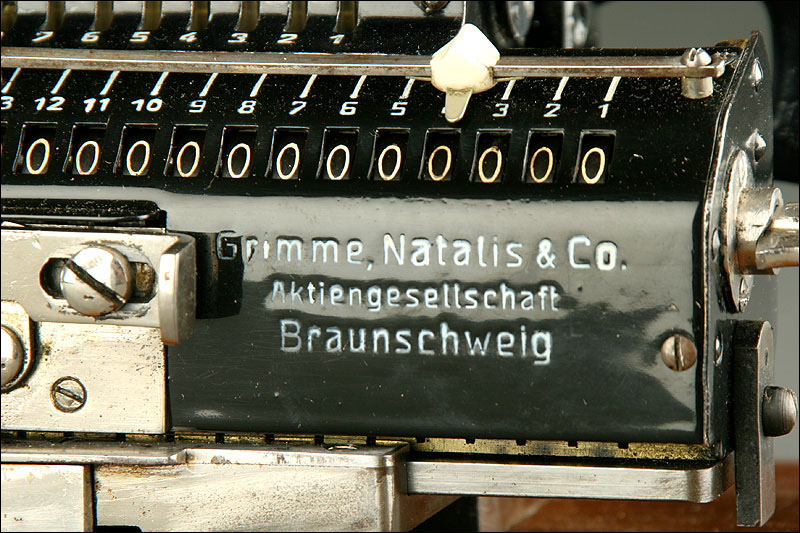 7 6 5 4 3 2 1
3 12 11 10 9 8 7 6 5 3 2 1
0 0 0 0 0 0 0 0 0 0 0 0
Grimme, Natalis & Co.
Aktiengesellschaft
Braunschweig